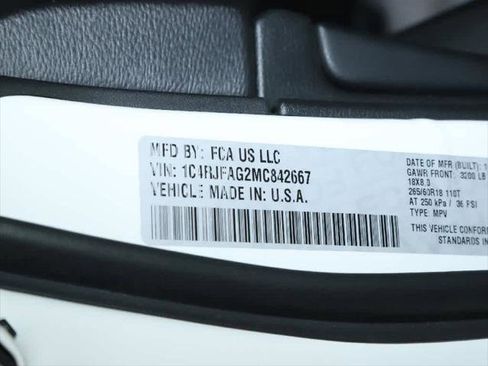 MFD BY: FCA US LLC
VIN: 1C4RJFAG2MC842667
VEHICLE MADE IN: U.S.A.
DATE OF MFR (BUILT):
GAWR FRONT: 3200 LB
18X8.0
265/60R18 110T
AT 250 kPa / 36 PSI
TYPE: MPV
THIS VEHICLE CONFOR
STANDARDS IN